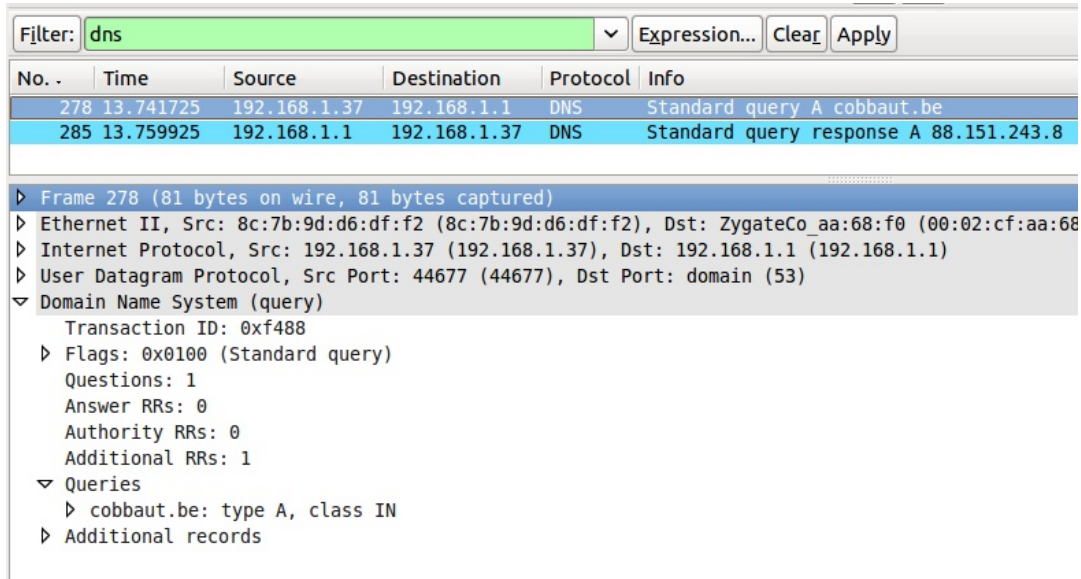 Filter: dns Expression... Clear Apply
No. . Time Source Destination Protocol Info
278 13.741725 192.168.1.37 192.168.1.1 DNS Standard query A cobbaut.be
285 13.759925 192.168.1.1 192.168.1.37 DNS Standard query response A 88.151.243.8
Frame 278 (81 bytes on wire, 81 bytes captured)
Ethernet II, Src: 8c:7b:9d:d6:df:f2 (8c:7b:9d:d6:df:f2), Dst: ZygateCo_aa:68:f0 (00:02:cf:aa:68
Internet Protocol, Src: 192.168.1.37 (192.168.1.37), Dst: 192.168.1.1 (192.168.1.1)
User Datagram Protocol, Src Port: 44677 (44677), Dst Port: domain (53)
Domain Name System (query)
Transaction ID: 0xf488
Flags: 0x0100 (Standard query)
Questions: 1
Answer RRs: 0
Authority RRs: 0
Additional RRs: 1
Queries
cobbaut.be: type A, class IN
Additional records